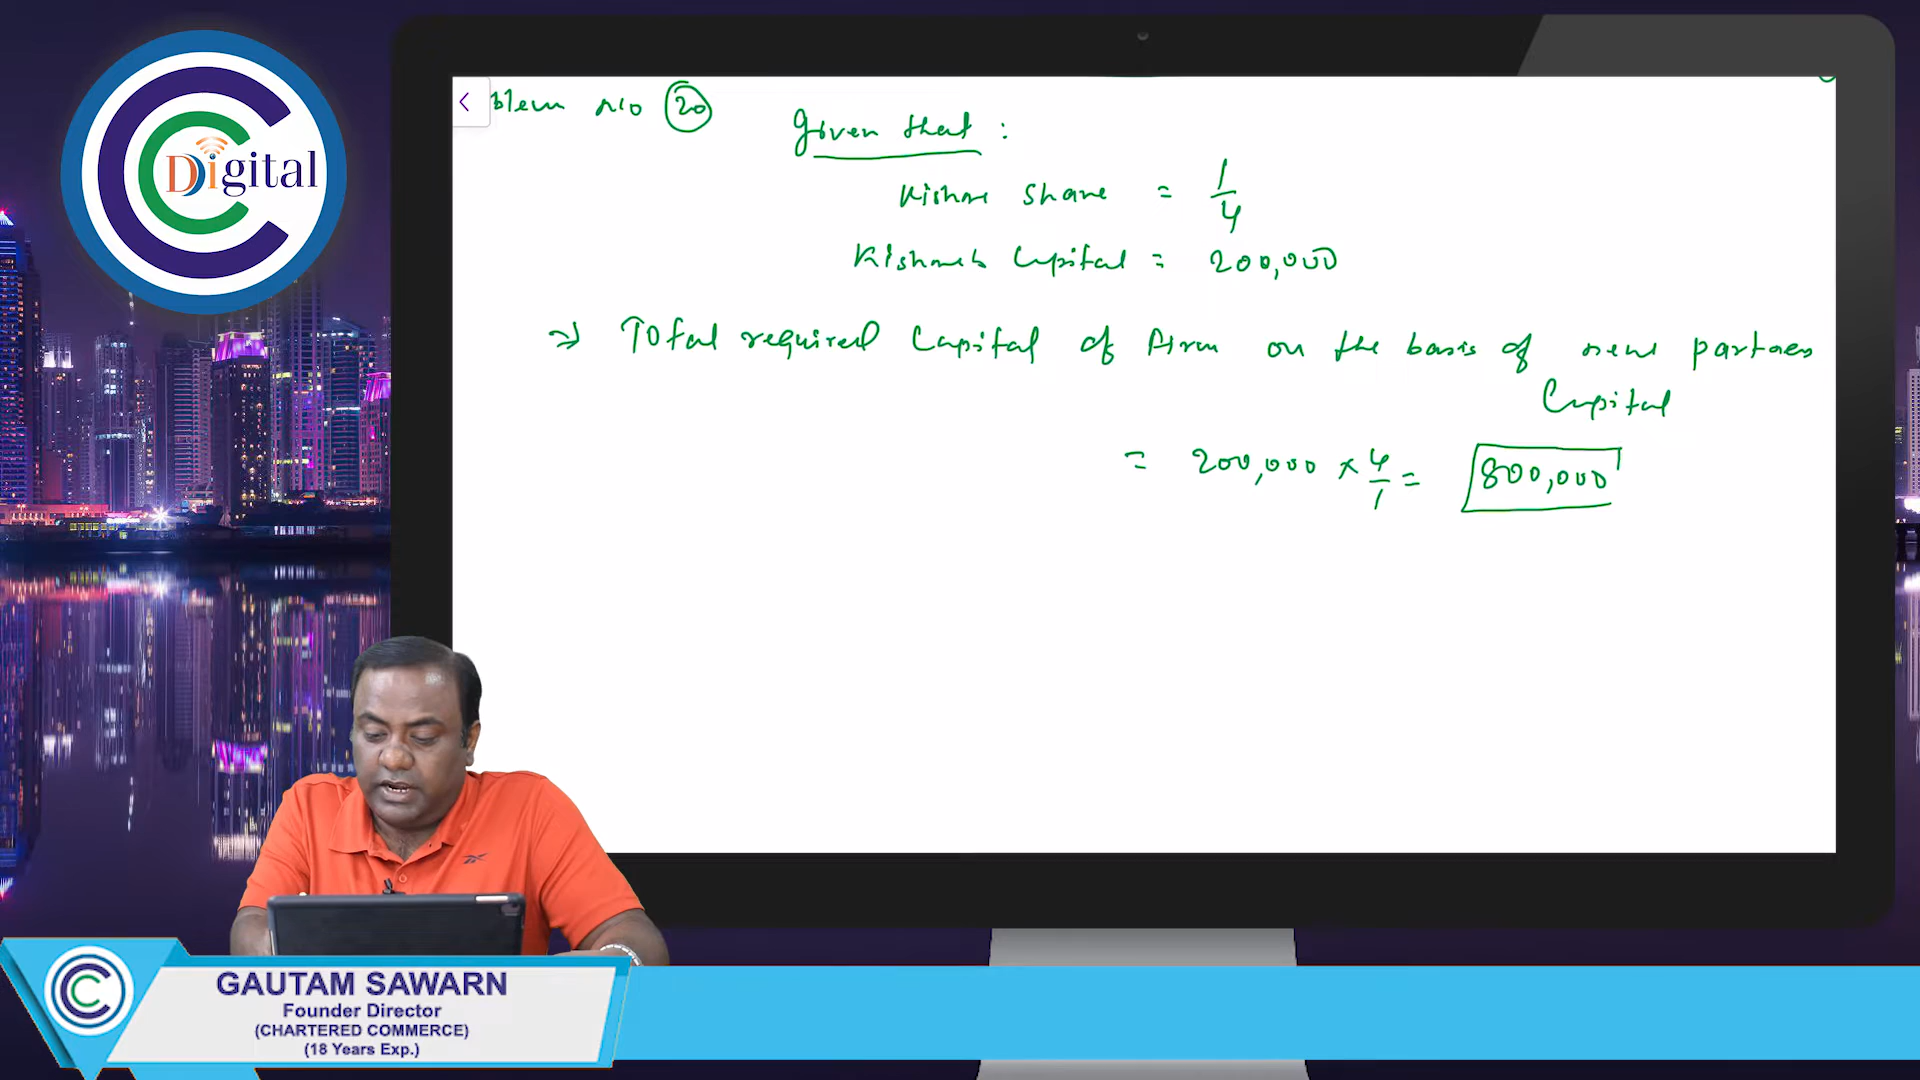 Digital
blem no 20
Given that :
Kishore Share = 1/4
Kishore's Capital = 200,000
⇒ Total required Capital of firm on the basis of new partners
Capital
= 200,000 × 4/1 = 800,000
GAUTAM SAWARN
Founder Director
(CHARTERED COMMERCE)
(18 Years Exp.)